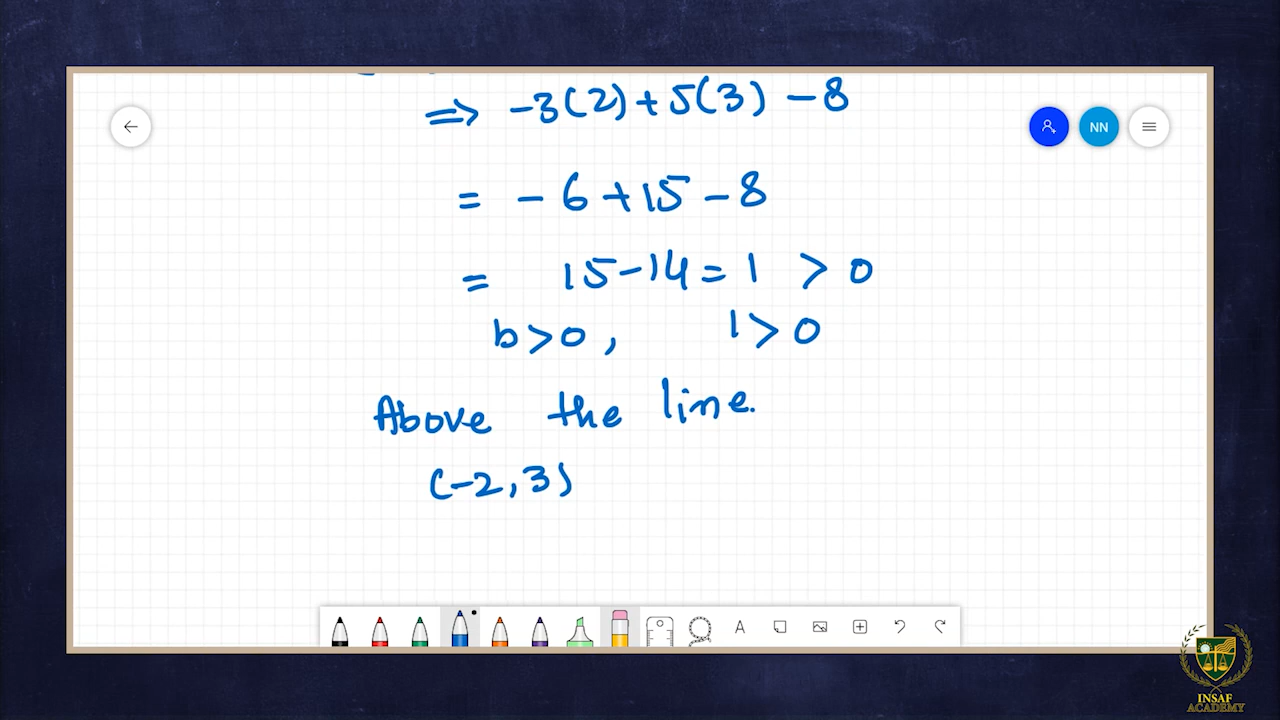 ⇒ -3(2)+5(3) -8
NN
= -6+15-8
= 15-14=1 > 0
b>0, 1>0
Above the line.
(-2,3)
A
INSAF
ACADEMY